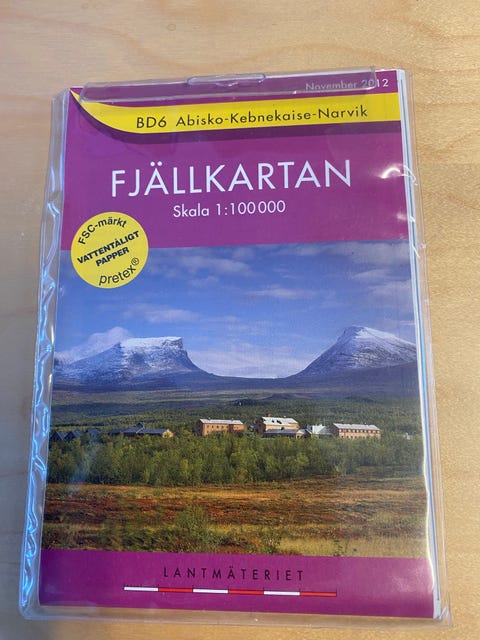 November 2012
BD6 Abisko-Kebnekaise-Narvik
FJÄLLKARTAN
Skala 1:100 000
FSC-märkt
VATTENTÅLIGT
PAPPER
pretex®
LANTMÄTERIET